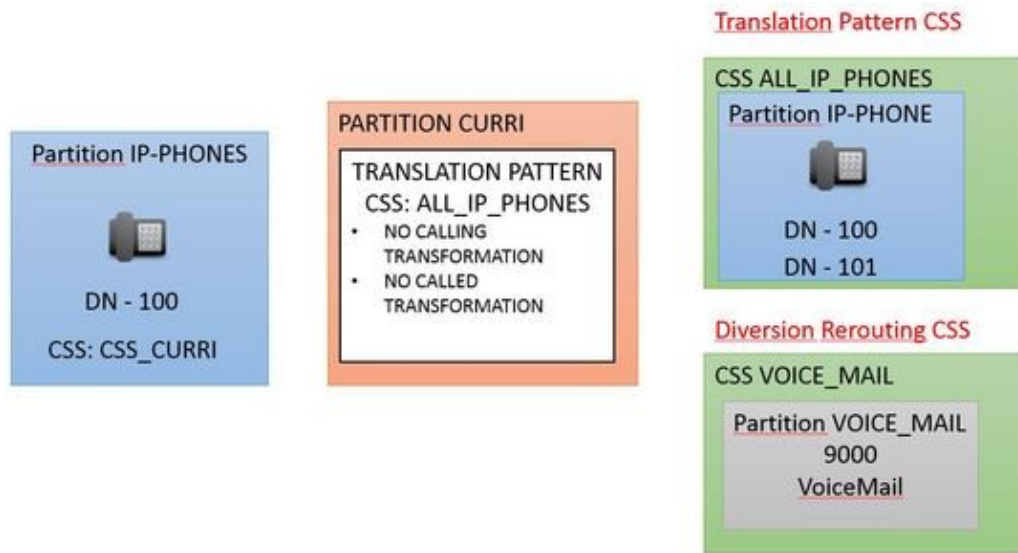 Partition IP-PHONES
DN - 100
CSS: CSS_CURRI
PARTITION CURRI
TRANSLATION PATTERN
CSS: ALL_IP_PHONES
• NO CALLING
TRANSFORMATION
• NO CALLED
TRANSFORMATION
Translation Pattern CSS
CSS ALL_IP_PHONES
Partition IP-PHONE
DN - 100
DN - 101
Diversion Rerouting CSS
CSS VOICE_MAIL
Partition VOICE_MAIL
9000
VoiceMail